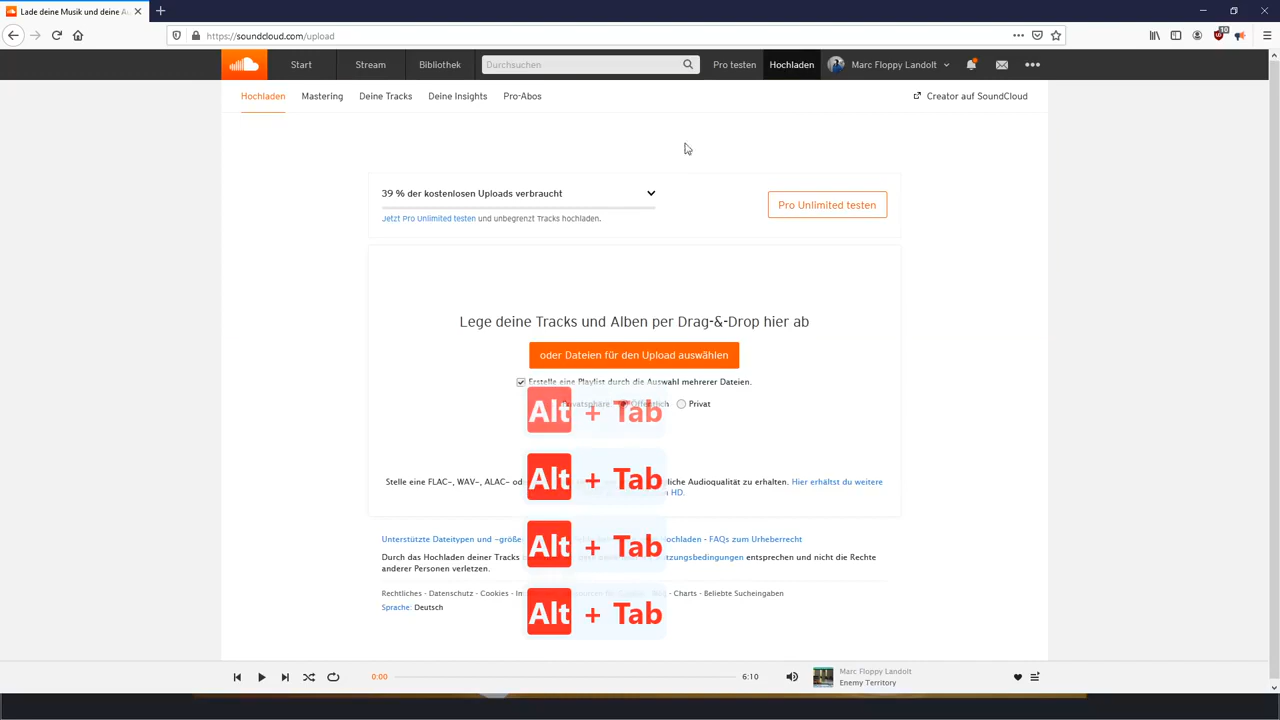 Lade deine Musik und deine Au
https://soundcloud.com/upload
10
Start
Stream
Bibliothek
Durchsuchen
Pro testen
Hochladen
Marc Floppy Landolt
Hochladen
Mastering
Deine Tracks
Deine Insights
Pro-Abos
Creator auf SoundCloud
39 % der kostenlosen Uploads verbraucht
Jetzt Pro Unlimited testen und unbegrenzt Tracks hochladen.
Pro Unlimited testen
Lege deine Tracks und Alben per Drag-&-Drop hier ab
oder Dateien für den Upload auswählen
Erstelle eine Playlist durch die Auswahl mehrerer Dateien.
Privatsphäre: Öffentlich Privat
Alt + Tab
Alt + Tab
Stelle eine FLAC-, WAV-, ALAC- od liche Audioqualität zu erhalten. Hier erhältst du weitere
HD.
Alt + Tab
Unterstützte Dateitypen und -größe ochladen - FAQs zum Urheberrecht
Durch das Hochladen deiner Tracks tzungsbedingungen entsprechen und nicht die Rechte
anderer Personen verletzen.
Rechtliches - Datenschutz - Cookies - Charts - Beliebte Sucheingaben
Sprache: Deutsch
Alt + Tab
0:00
6:10
Marc Floppy Landolt
Enemy Territory